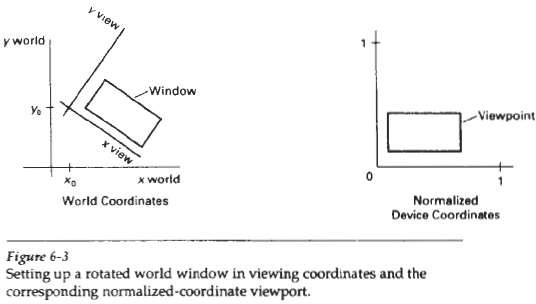 y view
y world
Window
y0
x view
x0
x world
World Coordinates
1
Viewpoint
0
1
Normalized
Device Coordinates
Figure 6-3
Setting up a rotated world window in viewing coordinates and the
corresponding normalized-coordinate viewport.